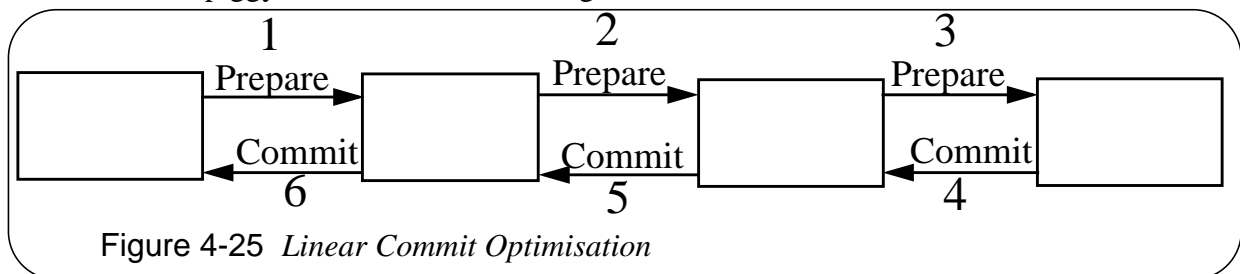 1 2 3
Prepare Prepare Prepare
Commit Commit Commit
6 5 4
Figure 4-25 Linear Commit Optimisation